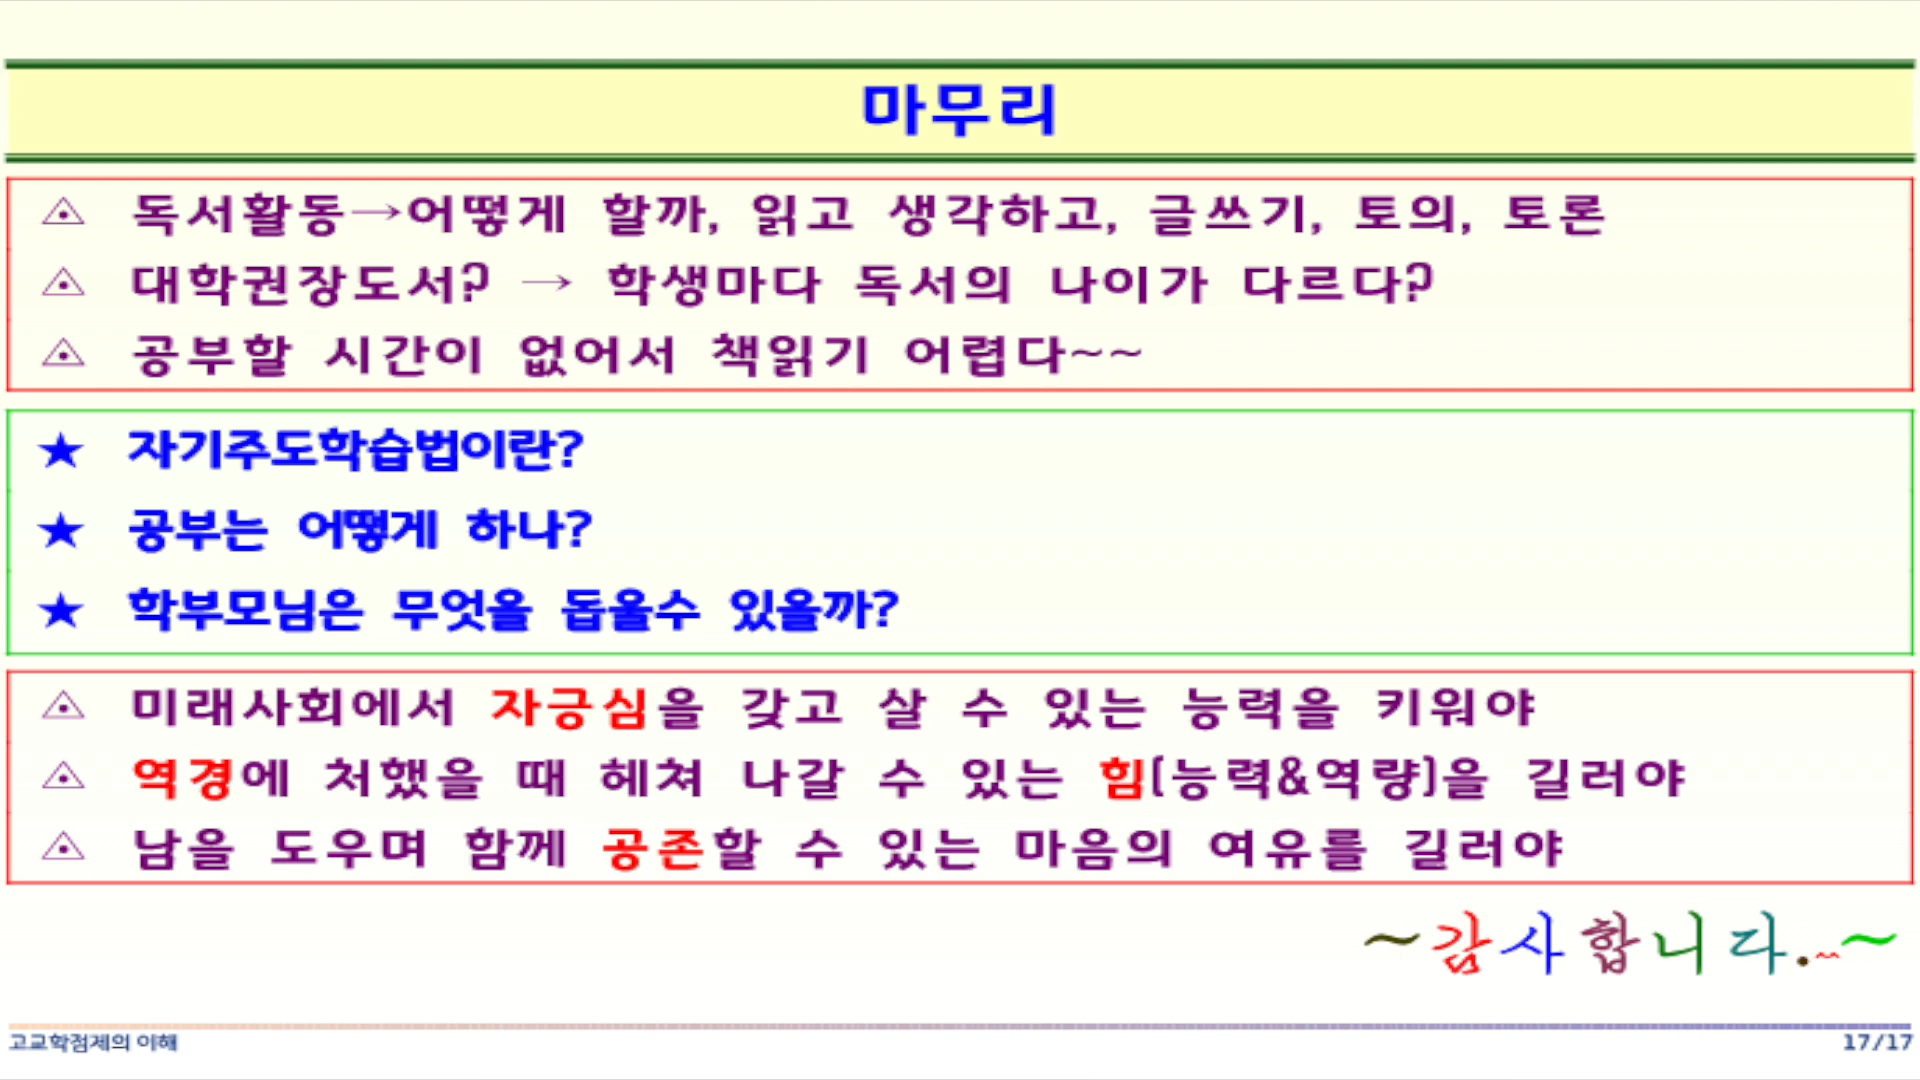 마무리
◬ 독서활동→어떻게 할까, 읽고 생각하고, 글쓰기, 토의, 토론
◬ 대학권장도서? → 학생마다 독서의 나이가 다르다?
◬ 공부할 시간이 없어서 책읽기 어렵다~~
★ 자기주도학습법이란?
★ 공부는 어떻게 하나?
★ 학부모님은 무엇을 돕울수 있을까?
◬ 미래사회에서 자긍심을 갖고 살 수 있는 능력을 키워야
◬ 역경에 처했을 때 헤쳐 나갈 수 있는 힘(능력&역량)을 길러야
◬ 남을 도우며 함께 공존할 수 있는 마음의 여유를 길러야
~감사합니다.^^~
고교학점제의 이해
17/17